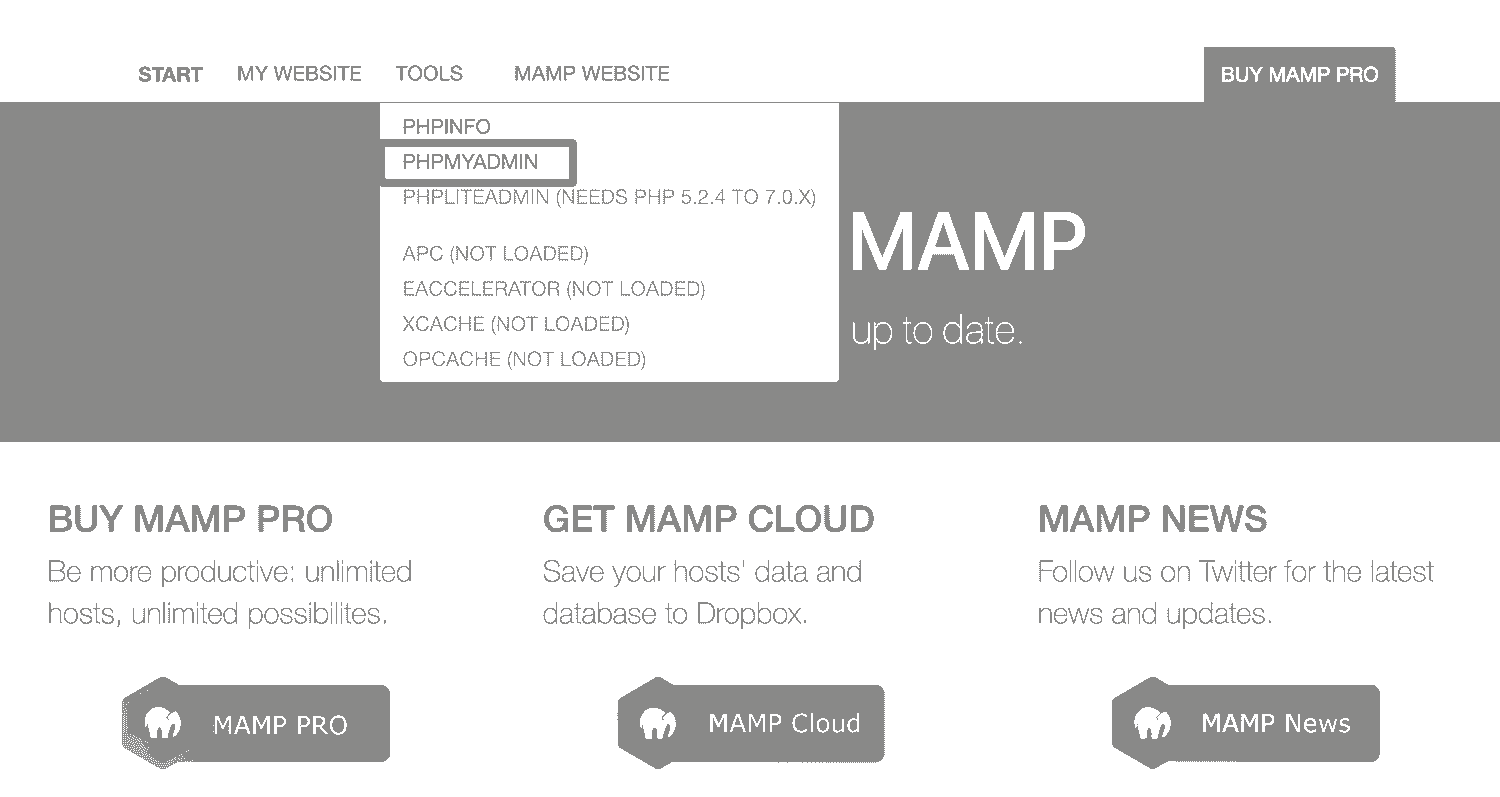 START MY WEBSITE TOOLS MAMP WEBSITE BUY MAMP PRO
PHPINFO
PHPMYADMIN
PHPLITEADMIN (NEEDS PHP 5.2.4 TO 7.0.X)
APC (NOT LOADED)
EACCELERATOR (NOT LOADED)
XCACHE (NOT LOADED)
OPCACHE (NOT LOADED)
MAMP
up to date.
BUY MAMP PRO
Be more productive: unlimited
hosts, unlimited possibilites.
MAMP PRO
GET MAMP CLOUD
Save your hosts' data and
database to Dropbox.
MAMP Cloud
MAMP NEWS
Follow us on Twitter for the latest
news and updates.
MAMP News